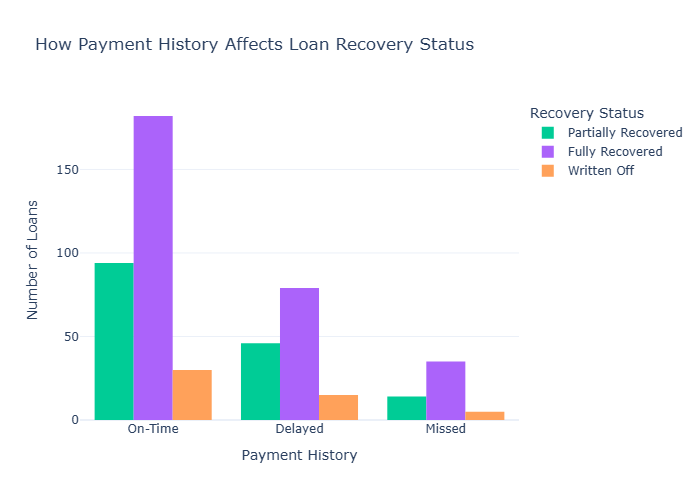 How Payment History Affects Loan Recovery Status
Recovery Status
Partially Recovered
Fully Recovered
Written Off
Number of Loans
150
100
50
0
On-Time
Delayed
Missed
Payment History